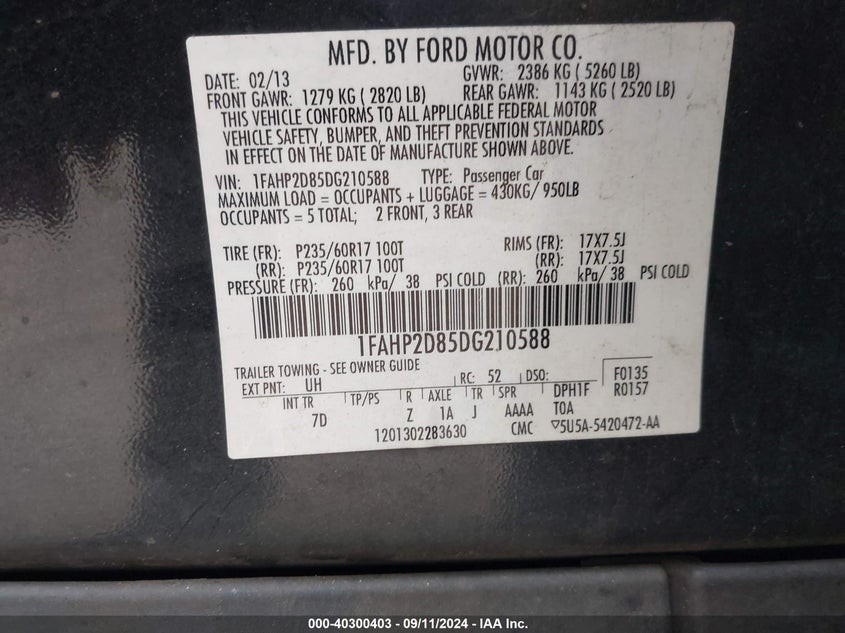 MFD. BY FORD MOTOR CO.
DATE: 02/13 GVWR: 2386 KG ( 5260 LB)
FRONT GAWR: 1279 KG ( 2820 LB) REAR GAWR: 1143 KG ( 2520 LB)
THIS VEHICLE CONFORMS TO ALL APPLICABLE FEDERAL MOTOR
VEHICLE SAFETY, BUMPER, AND THEFT PREVENTION STANDARDS
IN EFFECT ON THE DATE OF MANUFACTURE SHOWN ABOVE.
VIN: 1FAHP2D85DG210588 TYPE: Passenger Car
MAXIMUM LOAD = OCCUPANTS + LUGGAGE = 430KG/ 950LB
OCCUPANTS = 5 TOTAL; 2 FRONT, 3 REAR
TIRE (FR): P235/60R17 100T RIMS (FR): 17X7.5J
(RR): P235/60R17 100T (RR): 17X7.5J
PRESSURE (FR): 260 kPa/ 38 PSI COLD (RR): 260 kPa/ 38 PSI COLD
1FAHP2D85DG210588
TRAILER TOWING - SEE OWNER GUIDE
EXT PNT: UH RC: 52 DSO: F0135
INT TR TP/PS R AXLE TR SPR DPH1F R0157
7D Z 1A J AAAA T0A
1201302283630 CMC ▽5U5A-5420472-AA
000-40300403 - 09/11/2024 - IAA Inc.